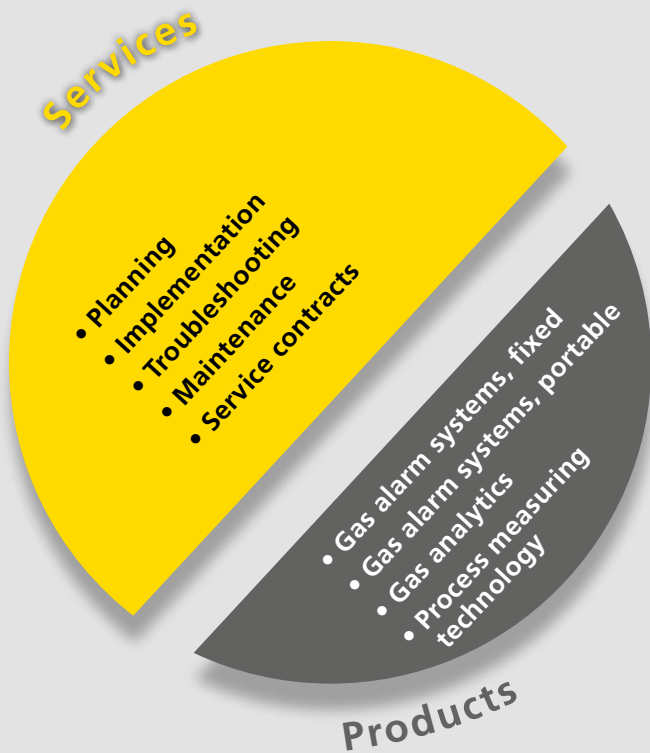 Services
• Planning
• Implementation
• Troubleshooting
• Maintenance
• Service contracts
• Gas alarm systems, fixed
• Gas alarm systems, portable
• Gas analytics
• Process measuring
technology
Products